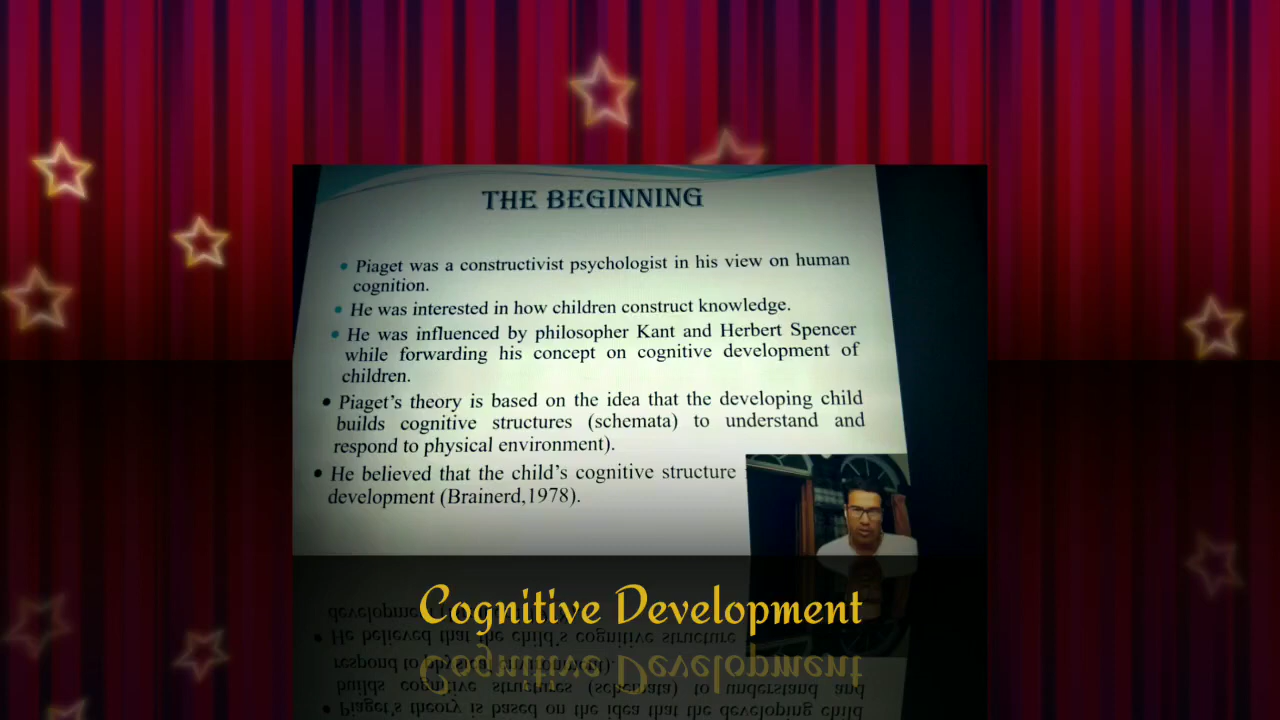 THE BEGINNING
• Piaget was a constructivist psychologist in his view on human
cognition.
• He was interested in how children construct knowledge.
• He was influenced by philosopher Kant and Herbert Spencer
while forwarding his concept on cognitive development of
children.
• Piaget's theory is based on the idea that the developing child
builds cognitive structures (schemata) to understand and
respond to physical environment).
• He believed that the child's cognitive structure
development (Brainerd,1978).
Cognitive Development